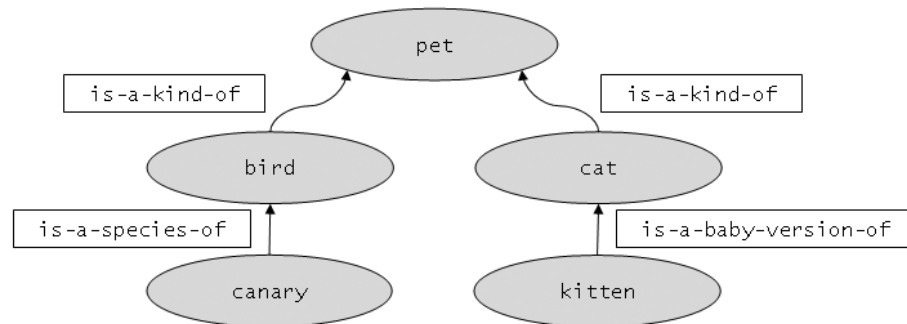 pet
is-a-kind-of
is-a-kind-of
bird
cat
is-a-species-of
is-a-baby-version-of
canary
kitten